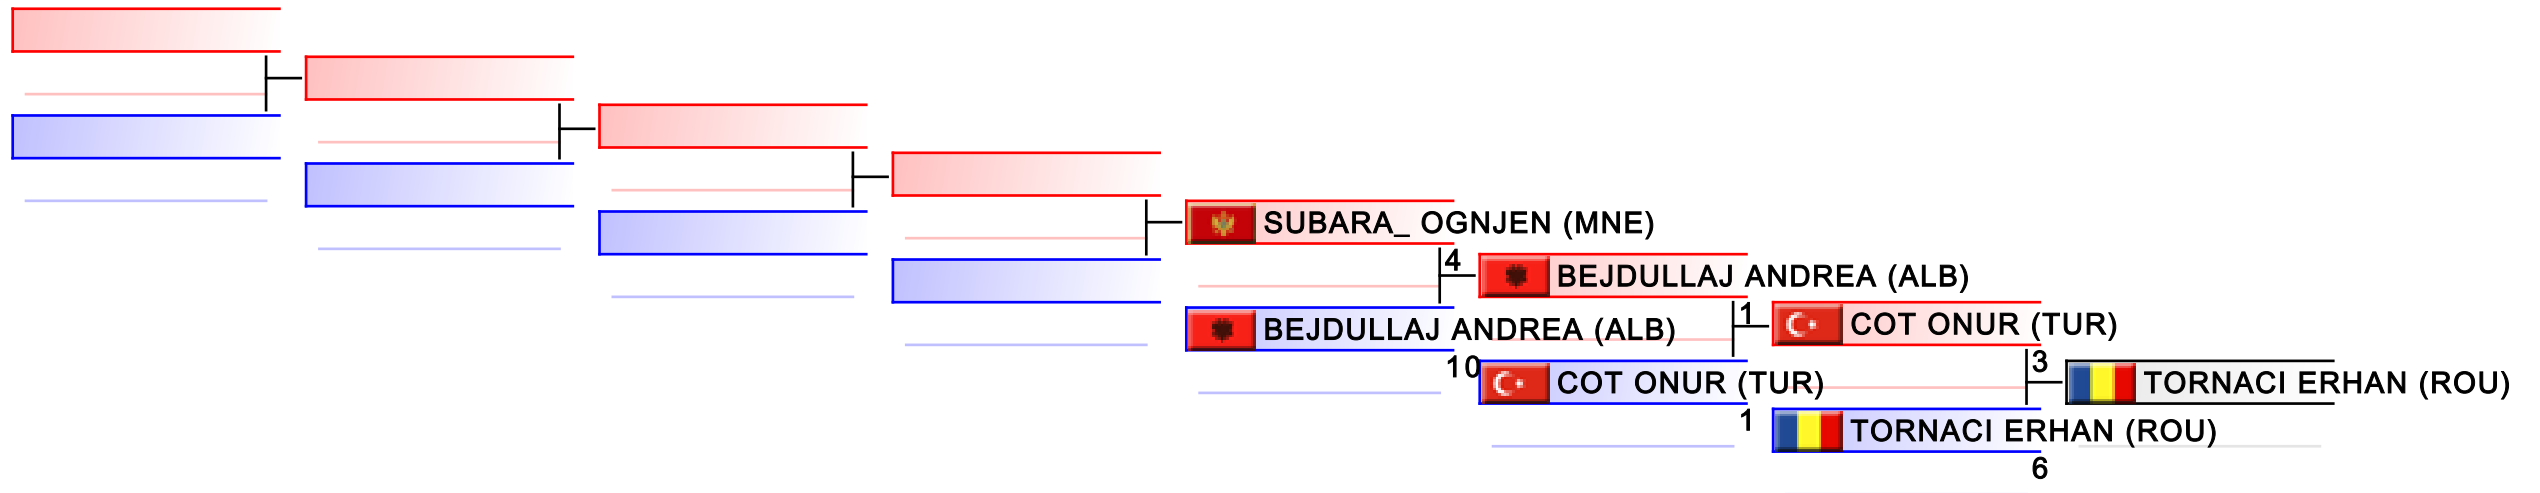 SUBARA_ OGNJEN (MNE)
4
BEJDULLAJ ANDREA (ALB)
BEJDULLAJ ANDREA (ALB)
10
1
COT ONUR (TUR)
COT ONUR (TUR)
1
3
TORNACI ERHAN (ROU)
TORNACI ERHAN (ROU)
6